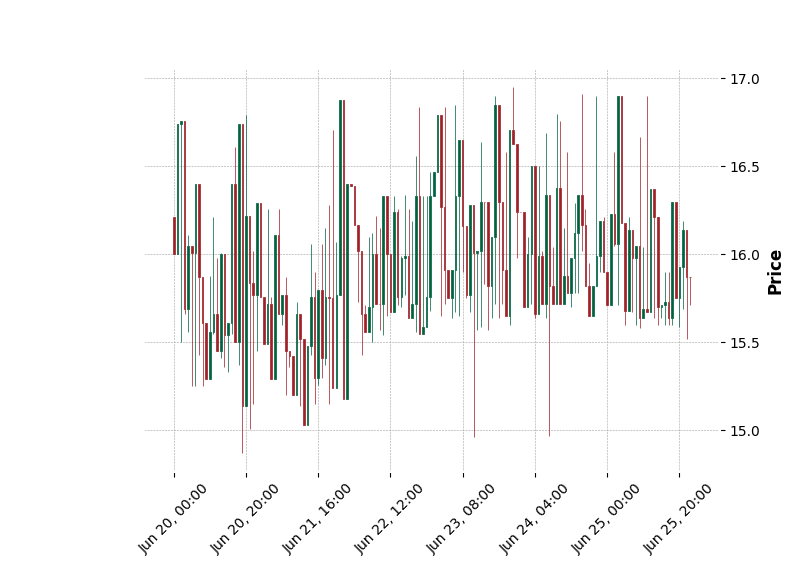 17.0
16.5
16.0
15.5
15.0
Price
Jun 20, 00:00
Jun 20, 20:00
Jun 21, 16:00
Jun 22, 12:00
Jun 23, 08:00
Jun 24, 04:00
Jun 25, 00:00
Jun 25, 20:00